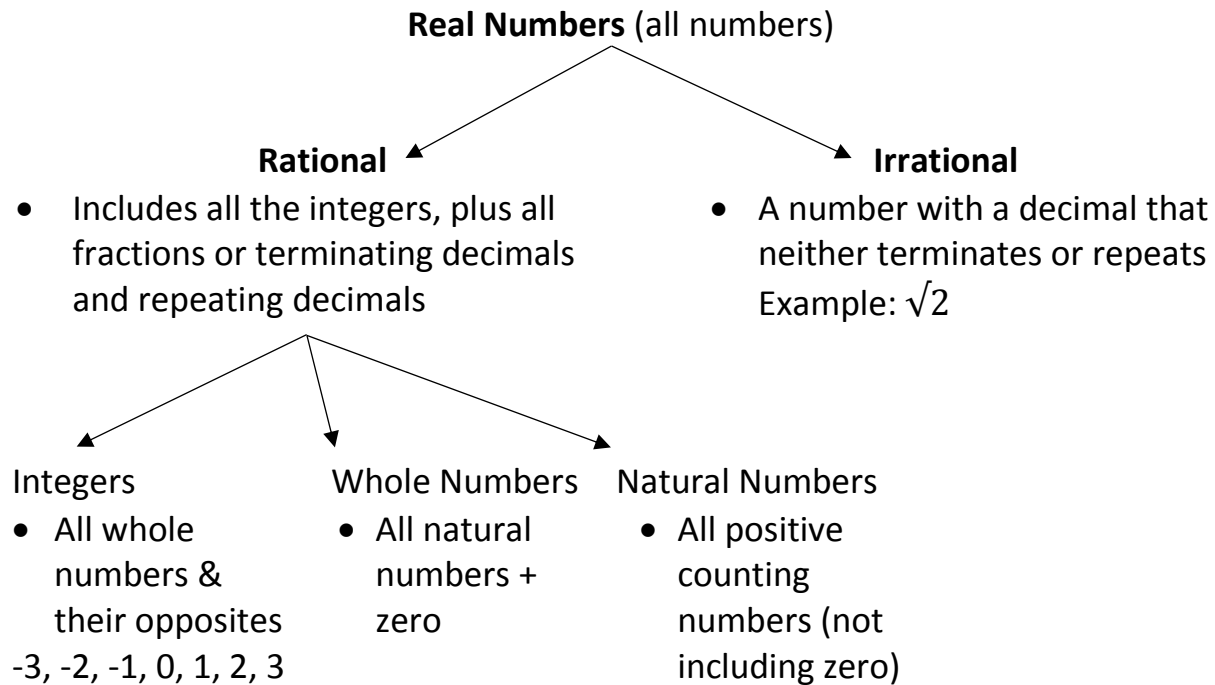 Real Numbers (all numbers)
Rational
• Includes all the integers, plus all
fractions or terminating decimals
and repeating decimals
Irrational
• A number with a decimal that
neither terminates or repeats
Example: √2
Integers
• All whole
numbers &
their opposites
-3, -2, -1, 0, 1, 2, 3
Whole Numbers
• All natural
numbers +
zero
Natural Numbers
• All positive
counting
numbers (not
including zero)